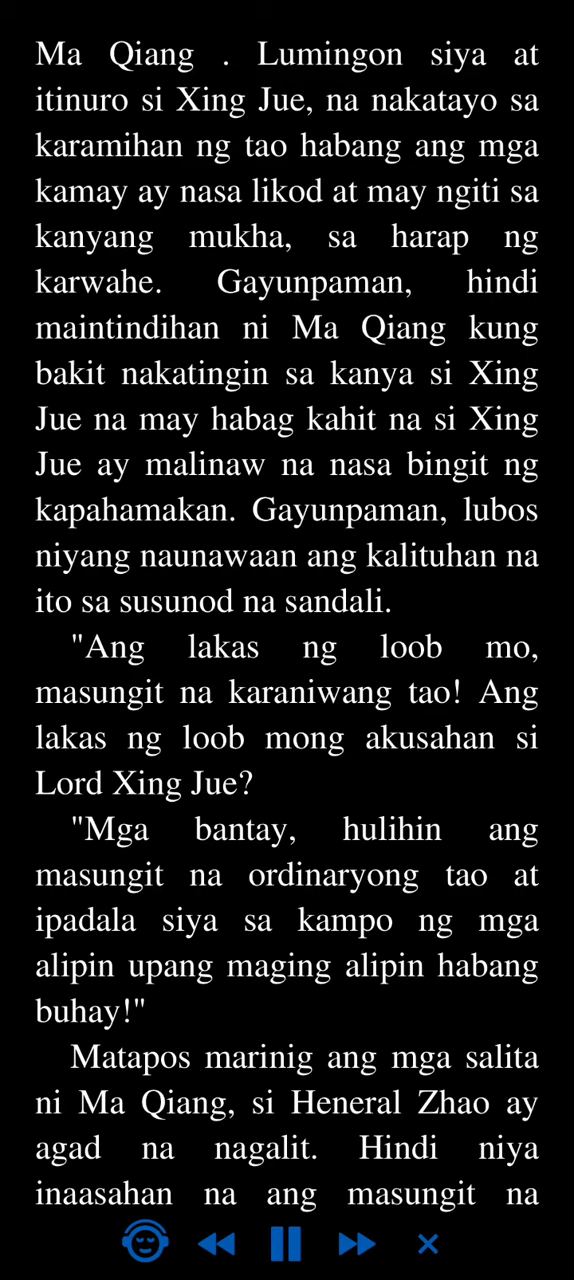 Ma Qiang . Lumingon siya at
itinuro si Xing Jue, na nakatayo sa
karamihan ng tao habang ang mga
kamay ay nasa likod at may ngiti sa
kanyang mukha, sa harap ng
karwahe. Gayunpaman, hindi
maintindihan ni Ma Qiang kung
bakit nakatingin sa kanya si Xing
Jue na may habag kahit na si Xing
Jue ay malinaw na nasa bingit ng
kapahamakan. Gayunpaman, lubos
niyang naunawaan ang kalituhan na
ito sa susunod na sandali.
"Ang lakas ng loob mo,
masungit na karaniwang tao! Ang
lakas ng loob mong akusahan si
Lord Xing Jue?
"Mga bantay, hulihin ang
masungit na ordinaryong tao at
ipadala siya sa kampo ng mga
alipin upang maging alipin habang
buhay!"
Matapos marinig ang mga salita
ni Ma Qiang, si Heneral Zhao ay
agad na nagalit. Hindi niya
inaasahan na ang masungit na